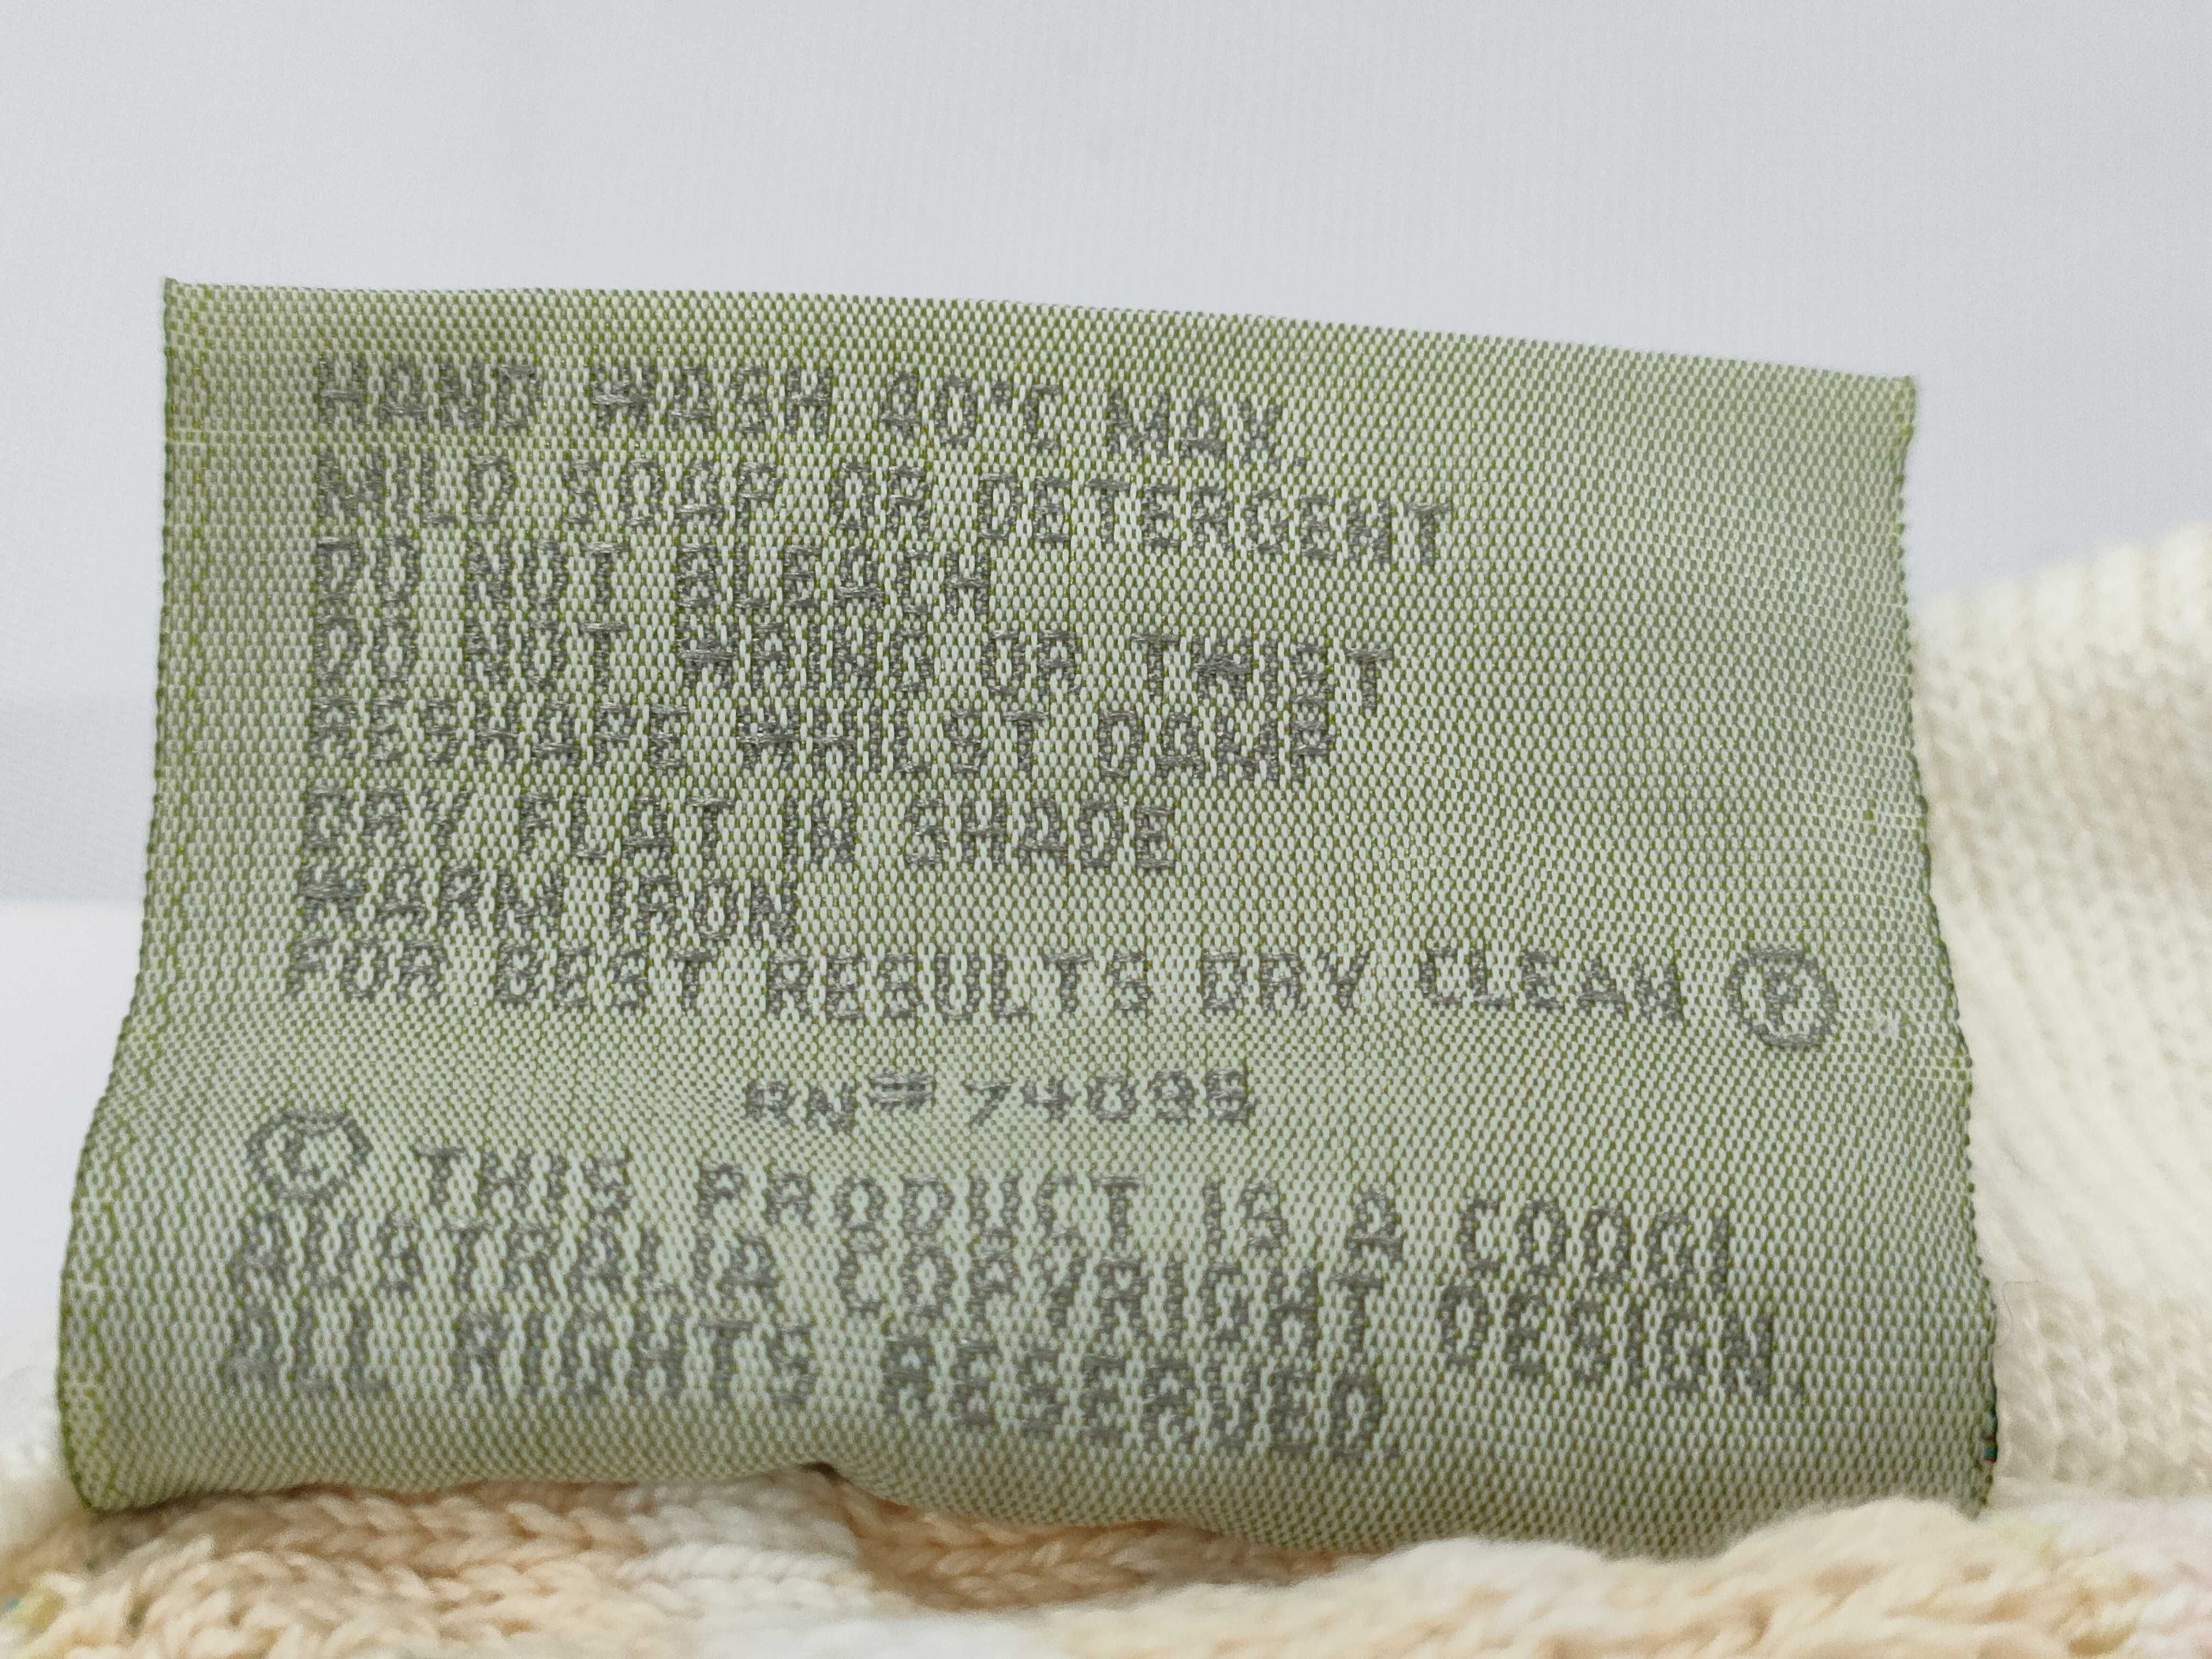 HAND WASH 40°C MAX.
MILD SOAP OR DETERGENT
DO NOT BLEACH
DO NOT WRING OR TWIST
RESHAPE WHILST DAMP
DRY FLAT IN SHADE
WARM IRON
FOR BEST RESULTS DRY CLEAN Ⓟ
RN=
© THIS PRODUCT IS A COOGI
AUSTRALIA COPYRIGHT DESIGN.
ALL RIGHTS RESERVED.